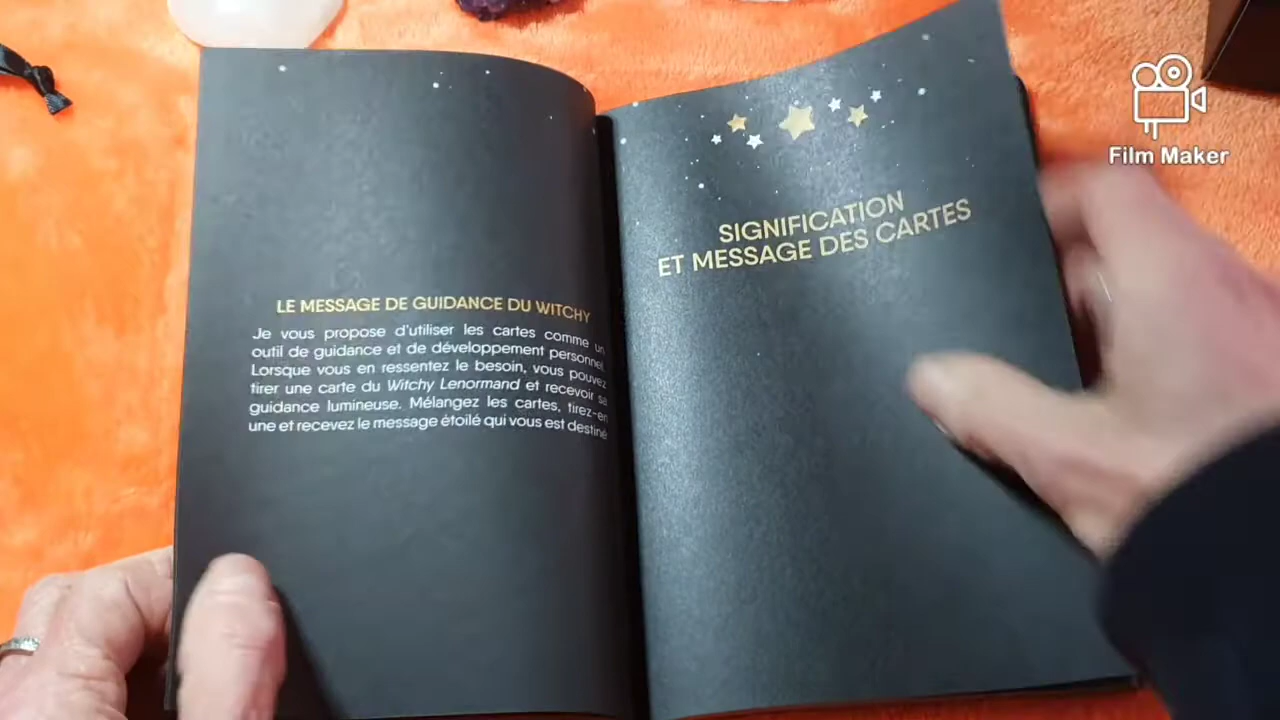 LE MESSAGE DE GUIDANCE DU WITCHY
Je vous propose d'utiliser les cartes comme un
outil de guidance et de développement personnel.
Lorsque vous en ressentez le besoin, vous pouvez
tirer une carte du Witchy Lenormand et recevoir sa
guidance lumineuse. Mélangez les cartes, tirez-en
une et recevez le message étoilé qui vous est destiné
SIGNIFICATION
ET MESSAGE DES CARTES
Film Maker